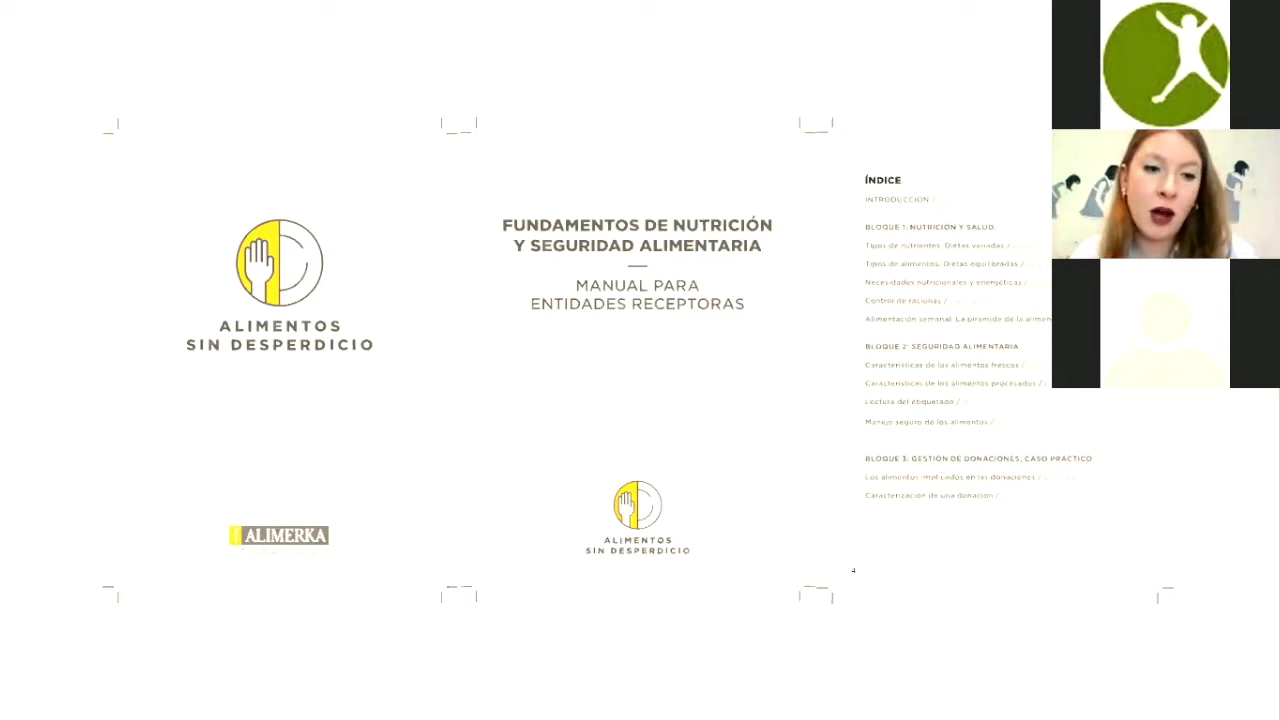 ALIMENTOS
SIN DESPERDICIO
ALIMERKA
FUNDAMENTOS DE NUTRICIÓN
Y SEGURIDAD ALIMENTARIA
MANUAL PARA
ENTIDADES RECEPTORAS
ALIMENTOS
SIN DESPERDICIO
ÍNDICE
INTRODUCCIÓN /
BLOQUE 1: NUTRICIÓN Y SALUD.
Tipos de nutrientes. Dietas variadas /
Tipos de alimentos. Dietas equilibradas /
Necesidades nutricionales y energéticas /
Control de raciones /
Alimentación semanal: La pirámide de la
BLOQUE 2: SEGURIDAD ALIMENTARIA
Características de los alimentos frescos /
Características de los alimentos procesados /
Lectura del etiquetado /
Manejo seguro de los alimentos /
BLOQUE 3: GESTIÓN DE DONACIONES, CASO PRÁCTICO
Los alimentos implicados en las donaciones /
Caracterización de una donación /
4